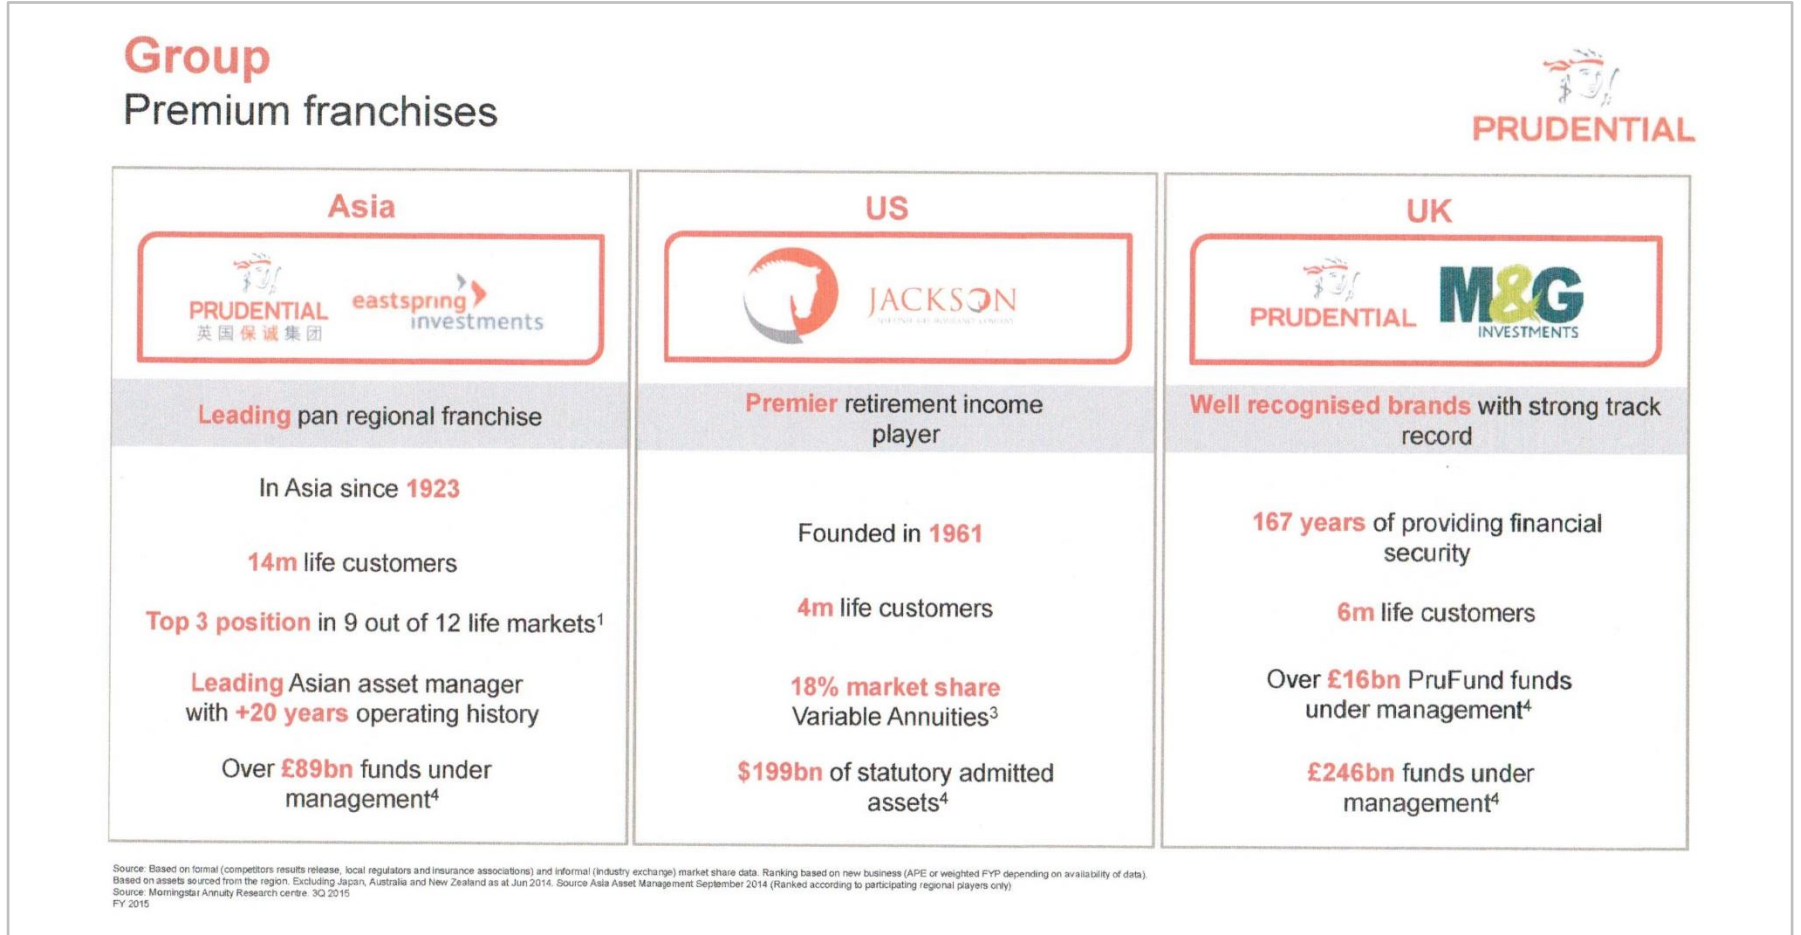 Group
Premium franchises
PRUDENTIAL
Asia
PRUDENTIAL
英国保诚集团
eastspring
investments
Leading pan regional franchise
In Asia since 1923
14m life customers
Top 3 position in 9 out of 12 life markets¹
Leading Asian asset manager
with +20 years operating history
Over £89bn funds under
management⁴
US
JACKSON
Premier retirement income
player
Founded in 1961
4m life customers
18% market share
Variable Annuities³
$199bn of statutory admitted
assets⁴
UK
PRUDENTIAL
M&G
INVESTMENTS
Well recognised brands with strong track
record
167 years of providing financial
security
6m life customers
Over £16bn PruFund funds
under management⁴
£246bn funds under
management⁴
Source: Based on formal (competitors results release, local regulators and insurance associations) and informal (industry exchange) market share data. Ranking based on new business (APE or weighted FYP depending on availability of data).
Based on assets sourced from the region. Excluding Japan, Australia and New Zealand as at Jun 2014. Source Asia Asset Management September 2014 (Ranked according to participating regional players only)
Source: Morningstar Annuity Research centre. 3Q 2015
FY 2015